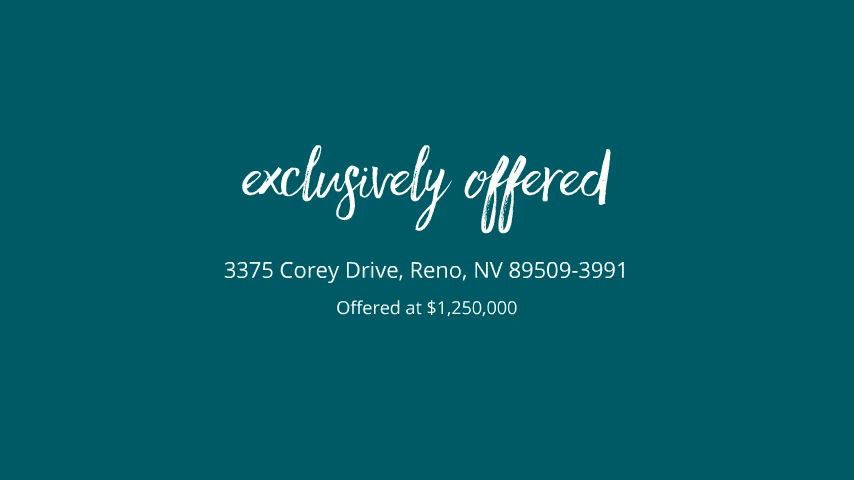 exclusively offered
3375 Corey Drive, Reno, NV 89509-3991
Offered at $1,250,000